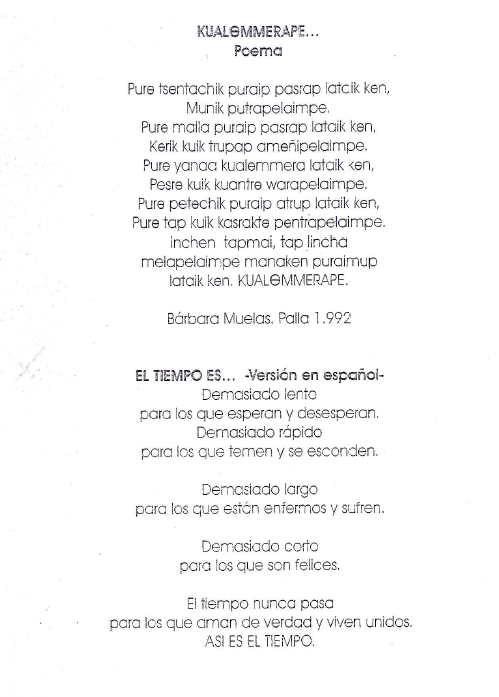 KUALɵMMERAPE...
Poema
Pure tsentachik puraip pasrap lataik ken,
Munik putrapelaimpe.
Pure maila puraip pasrap lataik ken,
Kerik kuik trupap ameñipelaimpe.
Pure yanaa kualemmera lataik ken,
Pesre kuik kuantre warapelaimpe.
Pure petechik puraip atrup lataik ken,
Pure tap kuik kasrakte pentrapelaimpe.
inchen tapmai, tap lincha
melapelaimpe manaken puraimup
lataik ken. KUALɵMMERAPE.
Bárbara Muelas. Palla 1.992
EL TIEMPO ES... -Versión en español-
Demasiado lento
para los que esperan y desesperan.
Demasiado rápido
para los que temen y se esconden.
Demasiado largo
para los que están enfermos y sufren.
Demasiado corto
para los que son felices.
El tiempo nunca pasa
para los que aman de verdad y viven unidos.
ASI ES EL TIEMPO.